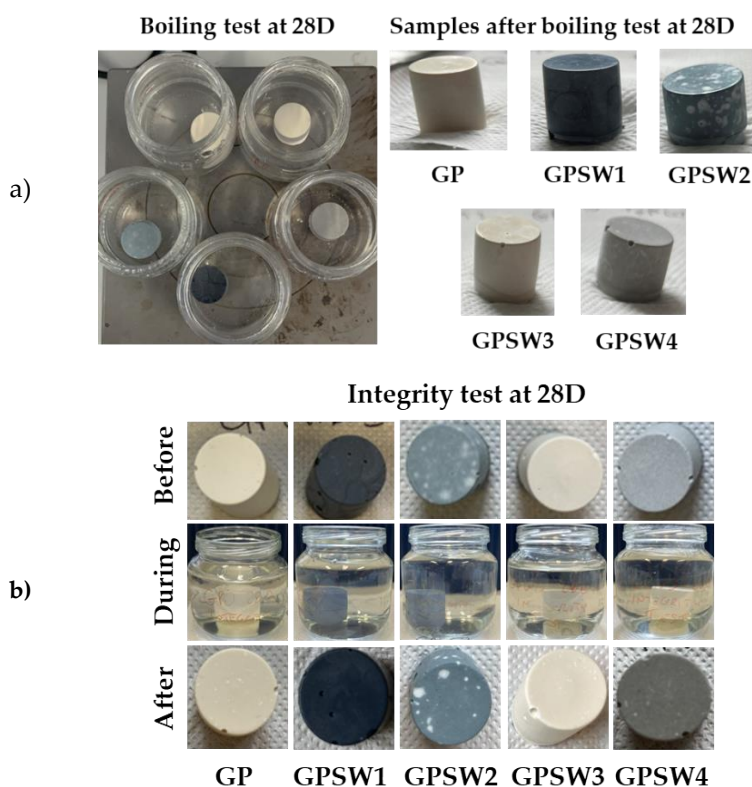 Boiling test at 28D
Samples after boiling test at 28D
a)
GP
GPSW1
GPSW2
GPSW3
GPSW4
Integrity test at 28D
Before
During
b)
After
GP
GPSW1
GPSW2
GPSW3
GPSW4